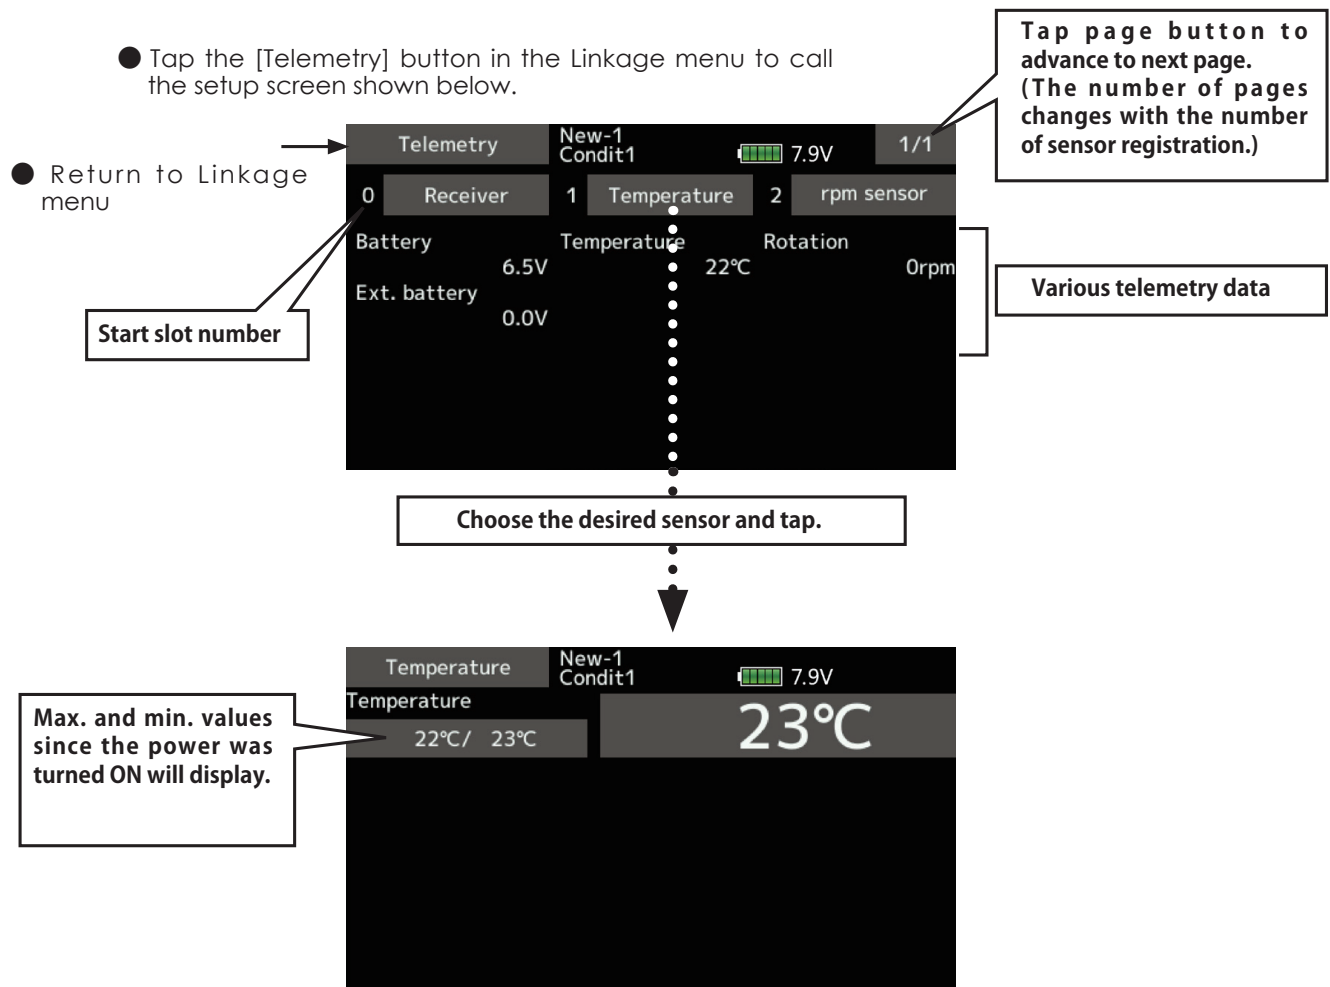 ● Tap the [Telemetry] button in the Linkage menu to call
the setup screen shown below.
Tap page button to
advance to next page.
(The number of pages
changes with the number
of sensor registration.)
● Return to Linkage
menu
Telemetry
New-1
Condit1
7.9V
1/1
0 Receiver 1 Temperature 2 rpm sensor
Battery Temperature Rotation
6.5V 22℃ 0rpm
Ext. battery
0.0V
Start slot number
Various telemetry data
Choose the desired sensor and tap.
Temperature
New-1
Condit1
7.9V
Temperature
22℃/ 23℃
23℃
Max. and min. values
since the power was
turned ON will display.